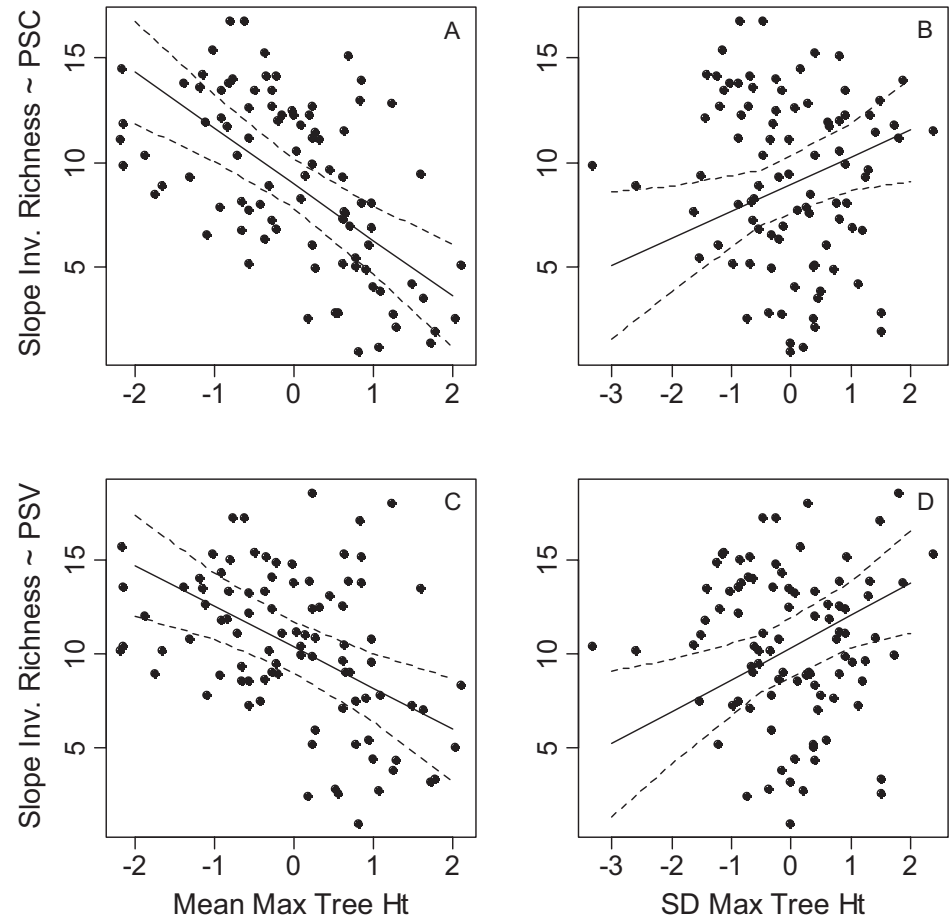 Slope Inv. Richness ~ PSC
A
15
10
5
-2 -1 0 1 2
B
-3 -2 -1 0 1 2
Slope Inv. Richness ~ PSV
C
15
10
5
-2 -1 0 1 2
Mean Max Tree Ht
D
-3 -2 -1 0 1 2
SD Max Tree Ht